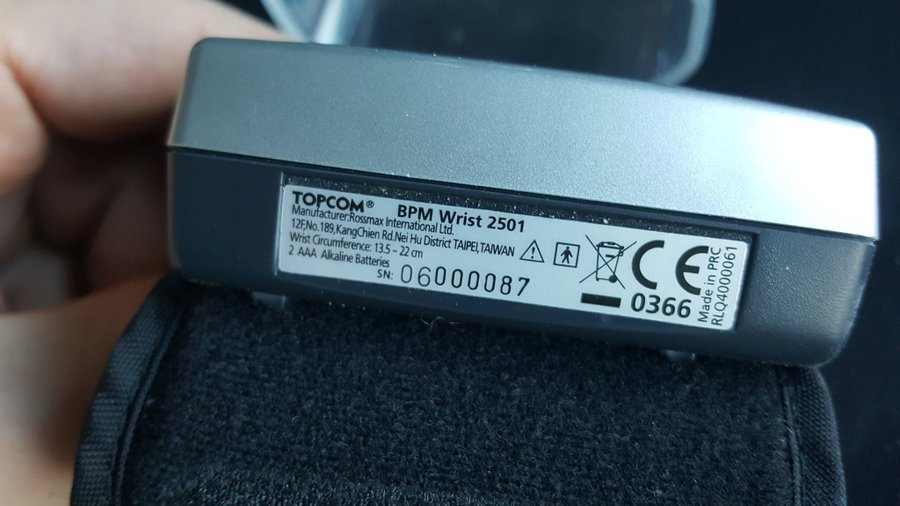 TOPCOM® BPM Wrist 2501
Manufacturer:Rossmax International Ltd.
12F,No.189,KangChien Rd.Nei Hu District TAIPEI,TAIWAN
Wrist Circumference: 13.5 ~ 22 cm
2 AAA Alkaline Batteries
SN: 06000087
CE
0366
Made in PRC
RLQ4000061